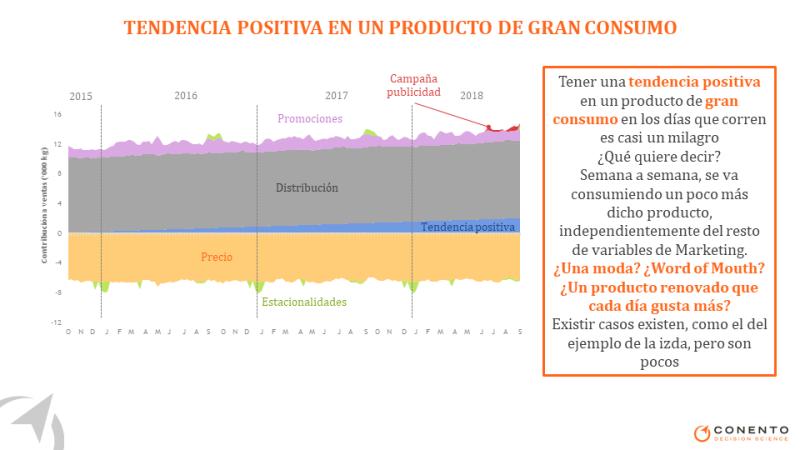 TENDENCIA POSITIVA EN UN PRODUCTO DE GRAN CONSUMO
2015
2016
2017
2018
Campaña
publicidad
Promociones
Distribución
Tendencia positiva
Precio
Estacionalidades
Contribucion a ventas ('000 kg)
16
12
8
4
0
-4
-8
-12
O N D E F M A M J J A S O N D E F M A M J J A S O N D E F M A M J J A S
Tener una tendencia positiva
en un producto de gran
consumo en los días que corren
es casi un milagro
¿Qué quiere decir?
Semana a semana, se va
consumiendo un poco más
dicho producto,
independientemente del resto
de variables de Marketing.
¿Una moda? ¿Word of Mouth?
¿Un producto renovado que
cada día gusta más?
Existir casos existen, como el del
ejemplo de la izda, pero son
pocos
CONENTO
DECISION SCIENCE